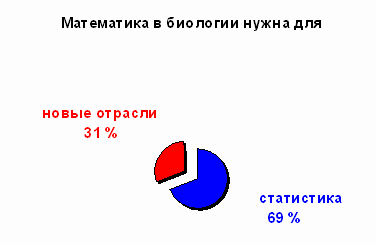 Математика в биологии нужна для
новые отрасли
31 %
статистика
69 %